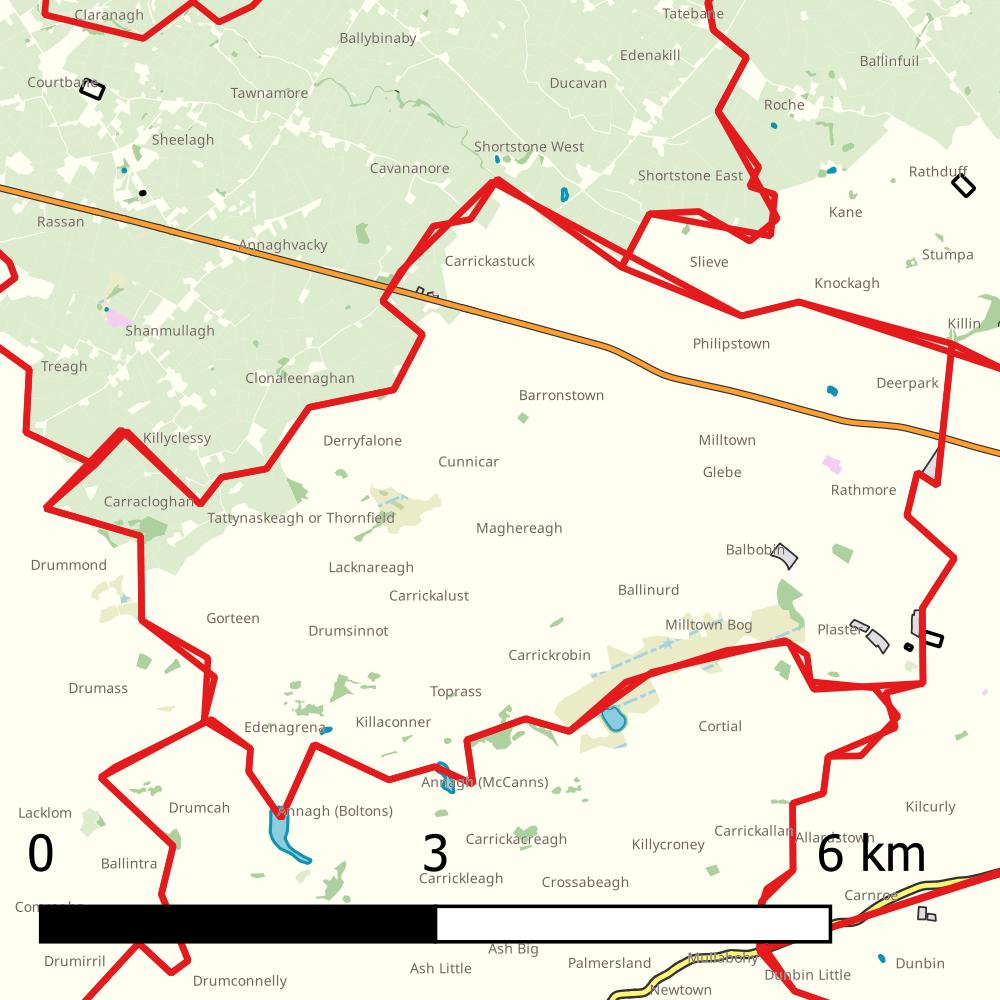 Claranagh
Tatebane
Ballybinaby
Edenakill
Ballinfuil
Courtbane
Ducavan
Tawnamore
Roche
Sheelagh
Shortstone West
Cavananore
Shortstone East
Rathduff
Rassan
Kane
Annaghvacky
Stumpa
Carrickastuck
Slieve
Knockagh
Killin
Shanmullagh
Philipstown
Treagh
Clonaleenaghan
Deerpark
Barronstown
Killyclessy
Derryfalone
Milltown
Cunnicar
Glebe
Rathmore
Carracloghan
Tattynaskeagh or Thornfield
Maghereagh
Balbobin
Drummond
Lacknareagh
Ballinurd
Carrickalust
Gorteen
Drumsinnot
Milltown Bog
Plaster
Carrickrobin
Drumass
Toprass
Edenagrena
Killaconner
Cortial
Annagh (McCanns)
Lacklom
Drumcah
Annagh (Boltons)
Kilcurly
Carrickacreagh
Killycroney
Carrickallan
Allardstown
0 3 6 km
Ballintra
Carrickleagh
Crossabeagh
Carnroe
Ash Big
Mullabohy
Drumirril
Ash Little
Palmersland
Dunbin
Drumconnelly
Dunbin Little
Newtown